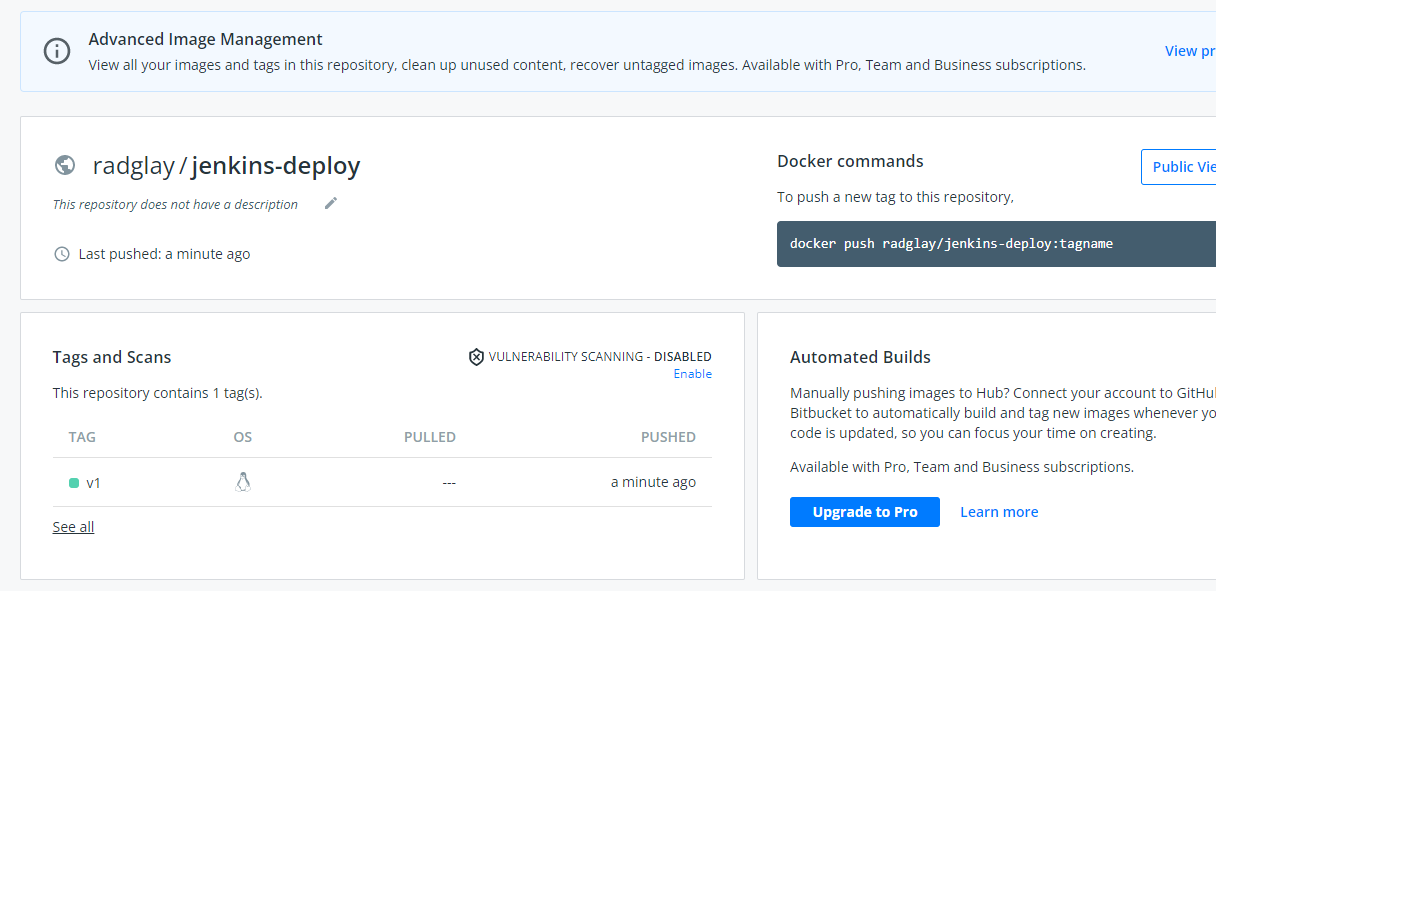 Advanced Image Management
View all your images and tags in this repository, clean up unused content, recover untagged images. Available with Pro, Team and Business subscriptions.
View pr
radglay / jenkins-deploy
This repository does not have a description
Last pushed: a minute ago
Docker commands
Public Vie
To push a new tag to this repository,
docker push radglay/jenkins-deploy:tagname
Tags and Scans
VULNERABILITY SCANNING - DISABLED
Enable
This repository contains 1 tag(s).
TAG OS PULLED PUSHED
v1 --- a minute ago
See all
Automated Builds
Manually pushing images to Hub? Connect your account to GitHu
Bitbucket to automatically build and tag new images whenever yo
code is updated, so you can focus your time on creating.
Available with Pro, Team and Business subscriptions.
Upgrade to Pro Learn more